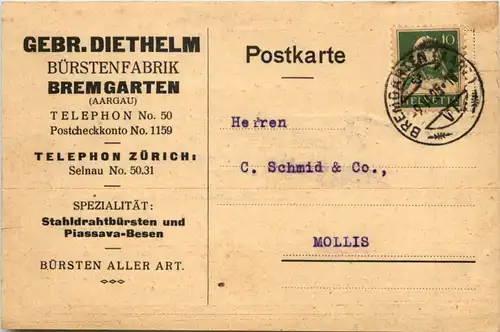 GEBR. DIETHELM
BÜRSTENFABRIK
BREMGARTEN
(AARGAU)
TELEPHON No. 50
Postcheckkonto No. 1159
TELEPHON ZÜRICH:
Selnau No. 50.31
SPEZIALITÄT:
Stahldrahtbürsten und
Piassava-Besen
BÜRSTEN ALLER ART.
Postkarte
10
HELVETIA
BREMGARTEN
Herren
C. Schmid & Co.,
MOLLIS